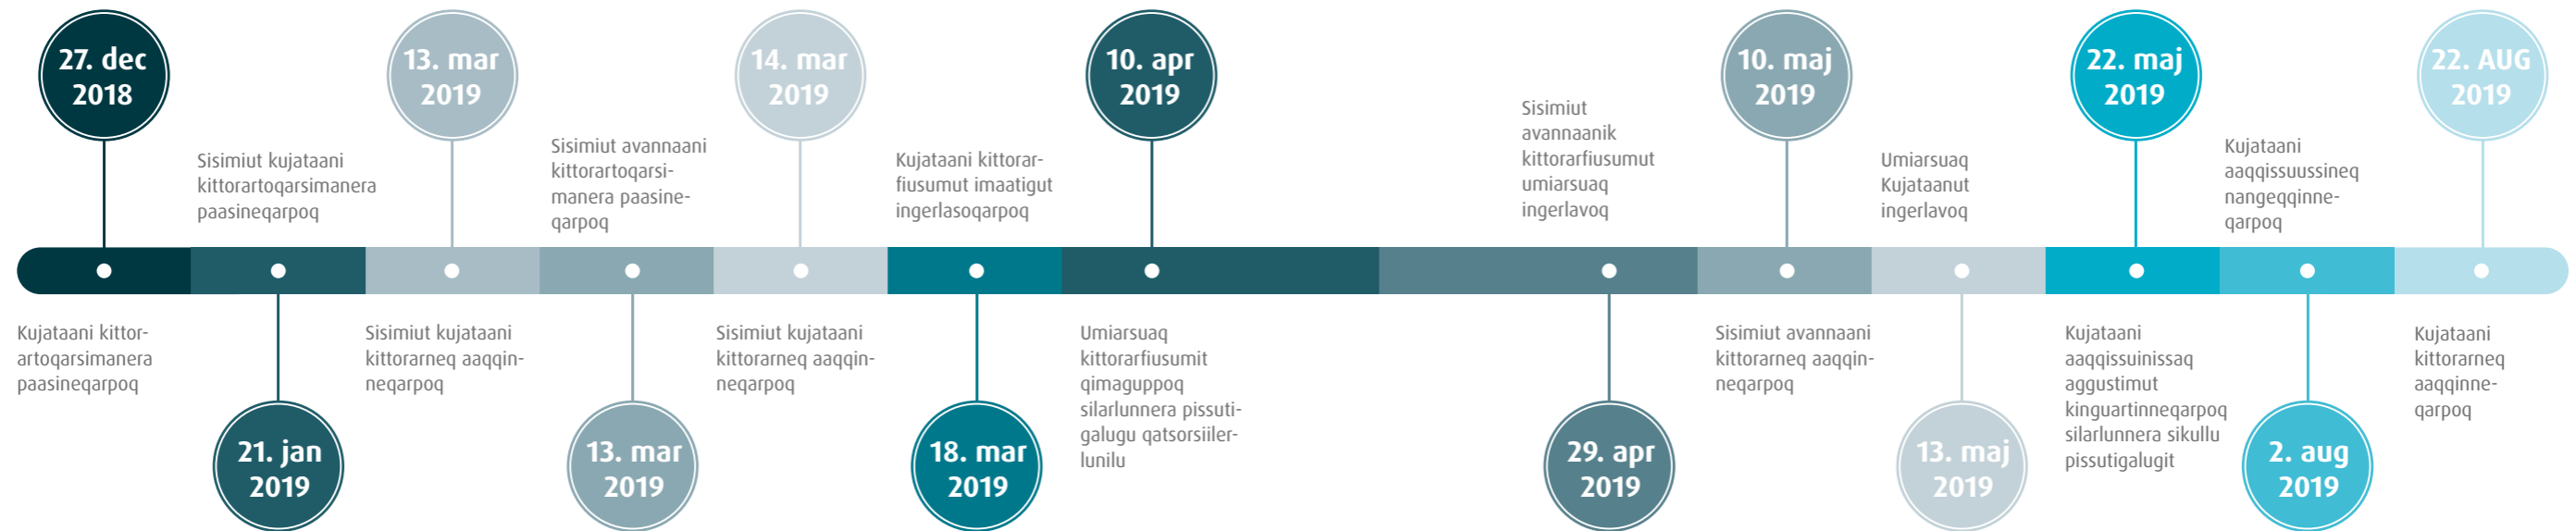 27. dec
2018
Kujataani kittor-
artoqarsimanera
paasineqarpoq
Sisimiut kujataani
kittorartoqarsimanera
paasineqarpoq
21. jan
2019
13. mar
2019
Sisimiut kujataani
kittorarneq aaqqin-
neqarpoq
Sisimiut avannaani
kittorartoqarsi-
manera paasine-
qarpoq
13. mar
2019
14. mar
2019
Sisimiut kujataani
kittorarneq aaqqin-
neqarpoq
Kujataani kittorar-
fiusumut imaatigut
ingerlasoqarpoq
18. mar
2019
10. apr
2019
Umiarsuaq
kittorarfiusumit
qimaguppoq
silarlunnera pissuti-
galugu qatsorsiiler-
lunilu
Sisimiut
avannaanik
kittorarfiusumut
umiarsuaq
ingerlavoq
29. apr
2019
10. maj
2019
Sisimiut avannaani
kittorarneq aaqqin-
neqarpoq
Umiarsuaq
Kujataanut
ingerlavoq
13. maj
2019
22. maj
2019
Kujataani
aaqqissuinissaq
aggustimut
kinguartinneqarpoq
silarlunnera sikullu
pissutigalugit
Kujataani
aaqqissuussineq
nangeqqinne-
qarpoq
2. aug
2019
22. AUG
2019
Kujataani
kittorarneq
aaqqinne-
qarpoq